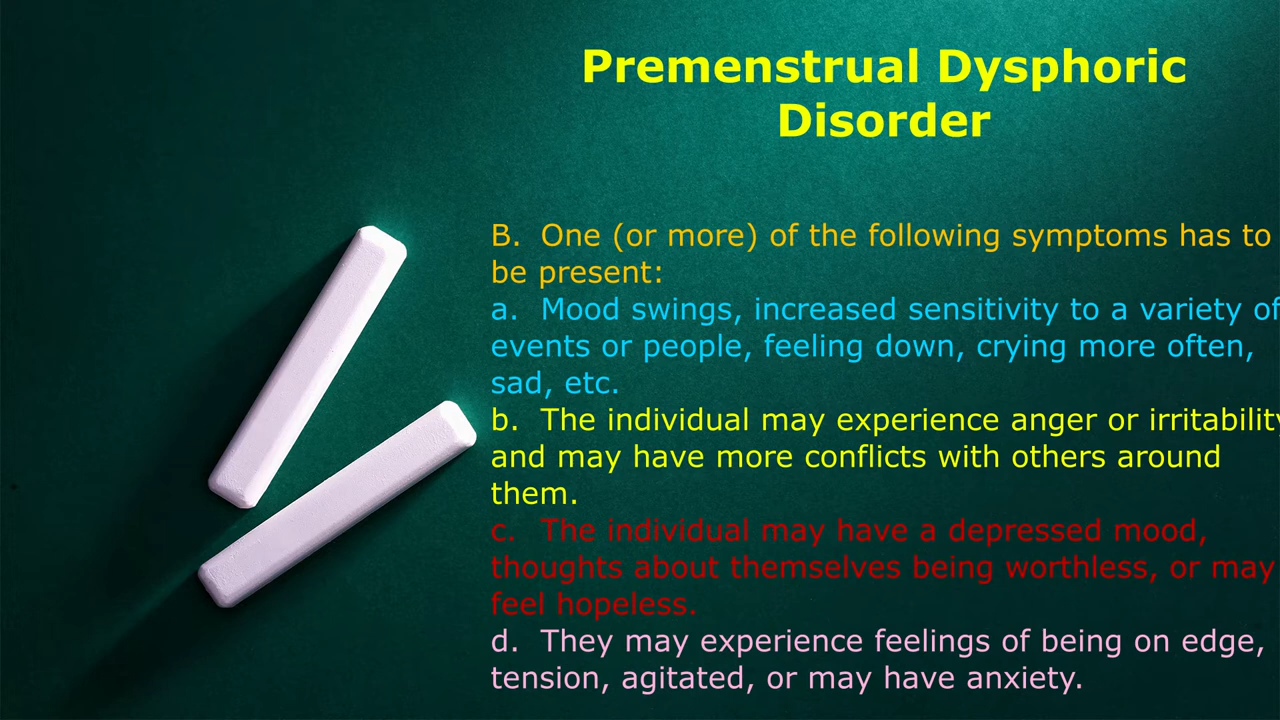 Premenstrual Dysphoric
Disorder
B. One (or more) of the following symptoms has to
be present:
a. Mood swings, increased sensitivity to a variety of
events or people, feeling down, crying more often,
sad, etc.
b. The individual may experience anger or irritability
and may have more conflicts with others around
them.
c. The individual may have a depressed mood,
thoughts about themselves being worthless, or may
feel hopeless.
d. They may experience feelings of being on edge,
tension, agitated, or may have anxiety.